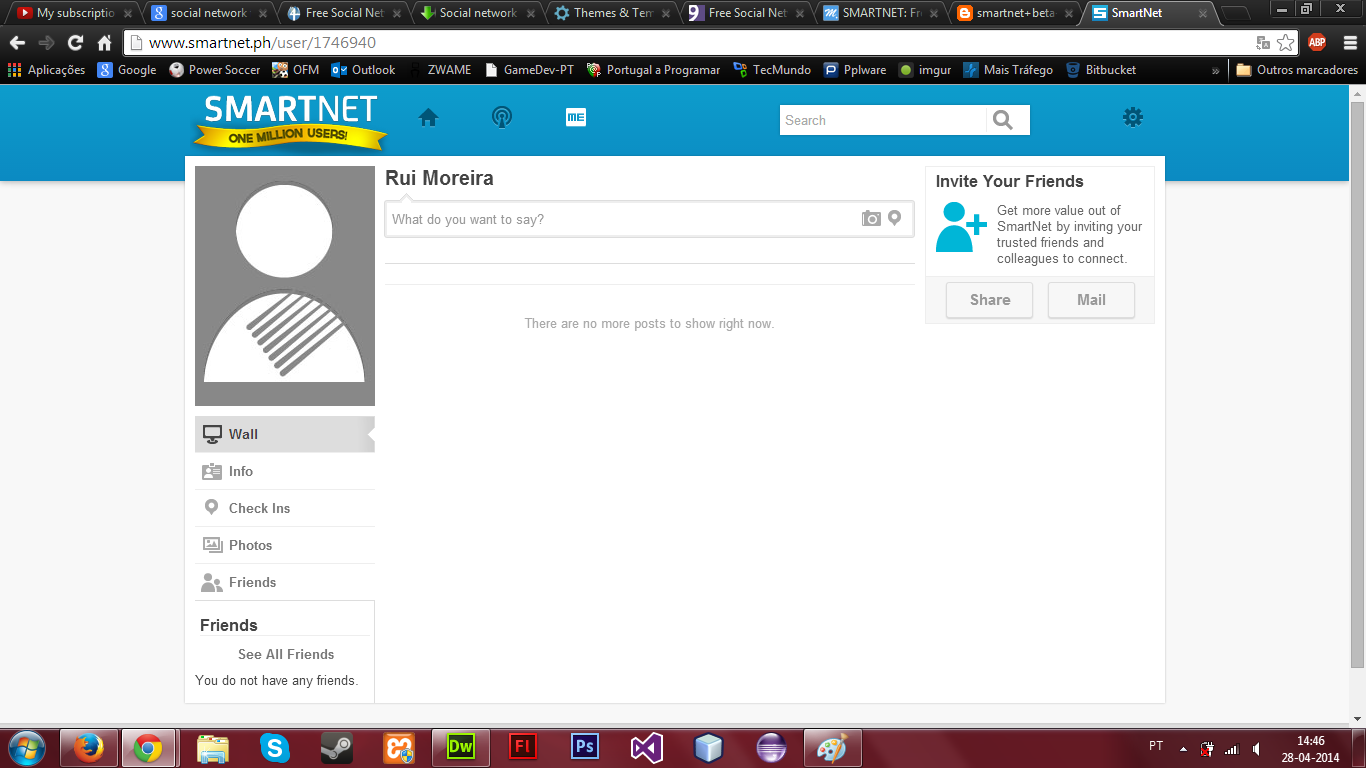 My subscriptio
social network
Free Social Net
Social network
Themes & Tem
Free Social Net
SMARTNET: Fr
smartnet+beta
SmartNet
www.smartnet.ph/user/1746940
ABP
Aplicações
Google
Power Soccer
OFM
Outlook
ZWAME
GameDev-PT
Portugal a Programar
TecMundo
Pplware
imgur
Mais Tráfego
Bitbucket
»
Outros marcadores
SMARTNET
ONE MILLION USERS!
ME
Search
Rui Moreira
What do you want to say?
There are no more posts to show right now.
Invite Your Friends
Get more value out of
SmartNet by inviting your
trusted friends and
colleagues to connect.
Share
Mail
Wall
Info
Check Ins
Photos
Friends
Friends
See All Friends
You do not have any friends.
Dw
Fl
Ps
PT
14:46
28-04-2014